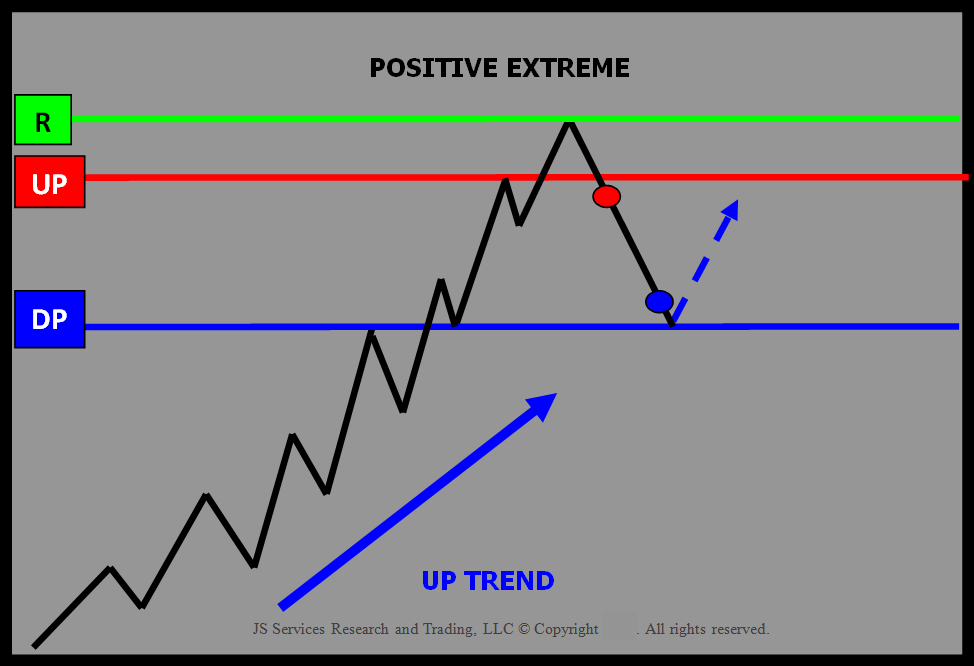 POSITIVE EXTREME
R
UP
DP
UP TREND
JS Services Research and Trading, LLC © Copyright . All rights reserved.